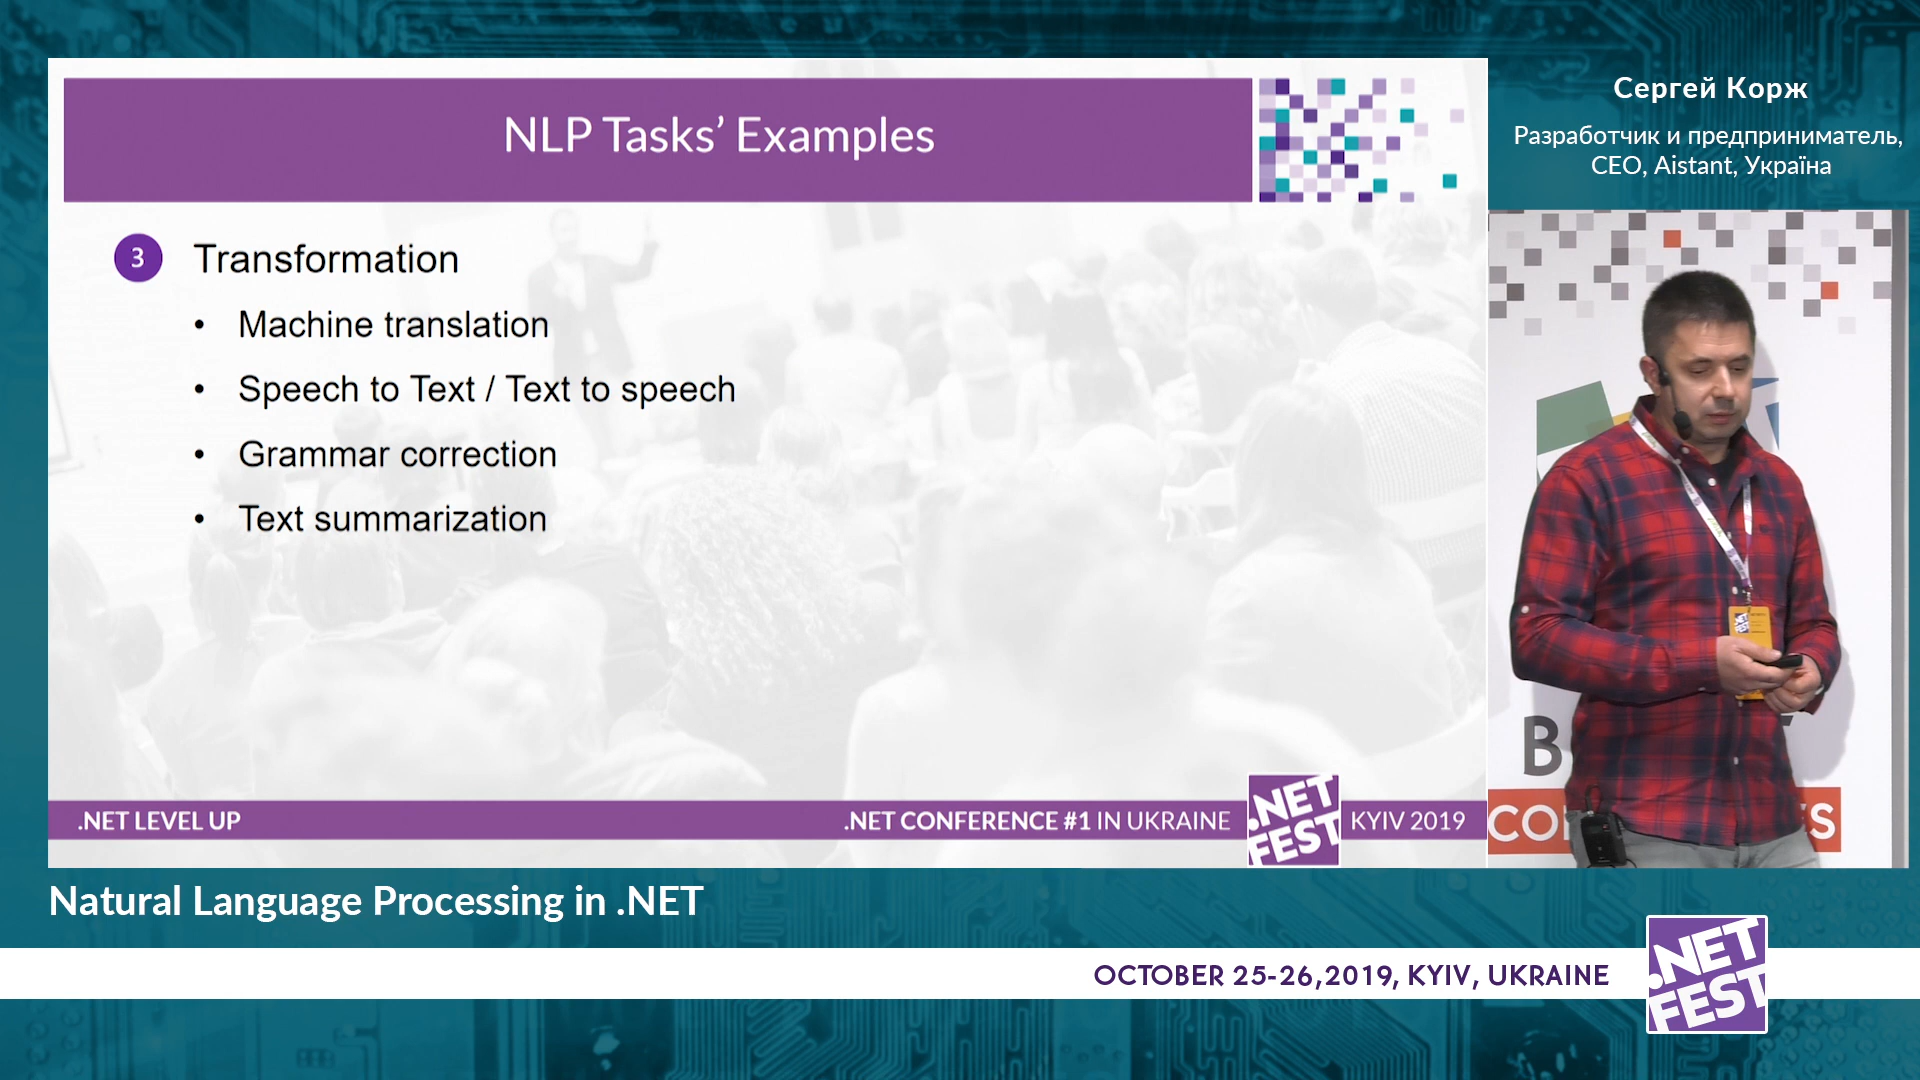 NLP Tasks’ Examples
3 Transformation
• Machine translation
• Speech to Text / Text to speech
• Grammar correction
• Text summarization
.NET LEVEL UP
.NET CONFERENCE #1 IN UKRAINE
.NET
FEST
KYIV 2019
Сергей Корж
Разработчик и предприниматель,
CEO, Aistant, Україна
B
CO
ES
Natural Language Processing in .NET
OCTOBER 25-26,2019, KYIV, UKRAINE
.NET
FEST